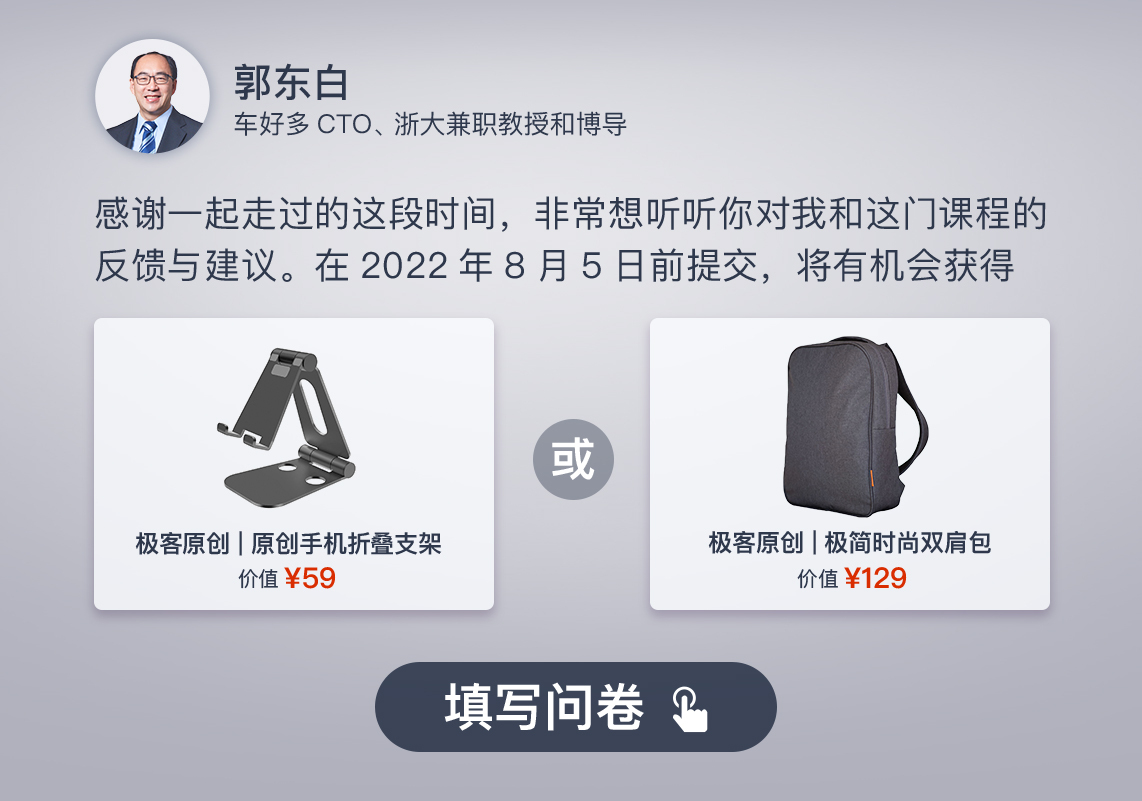 郭东白
车好多 CTO、浙大兼职教授和博导
感谢一起走过的这段时间，非常想听听你对我和这门课程的
反馈与建议。在 2022 年 8 月 5 日前提交，将有机会获得
或
极客原创 | 原创手机折叠支架
价值 ¥59
极客原创 | 极简时尚双肩包
价值 ¥129
填写问卷